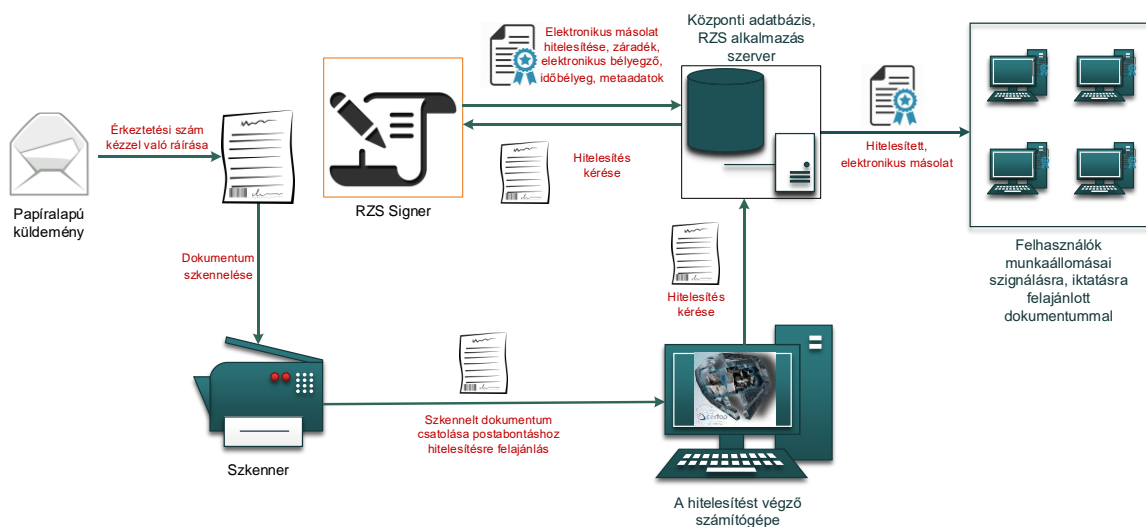 Elektronikus másolat
hitelesítése, záradék,
elektronikus bélyegző,
időbélyeg, metaadatok
Központi adatbázis,
RZS alkalmazás
szerver
Érkeztetési szám
kézzel való ráírása
Papíralapú
küldemény
RZS Signer
Hitelesítés
kérése
Hitelesített,
elektronikus másolat
Felhasználók
munkaállomásai
szignálásra, iktatásra
felajánlott
dokumentummal
Dokumentum
szkennelése
Hitelesítés
kérése
Szkennelt dokumentum
csatolása postabontáshoz
hitelesítésre felajánlás
Szkenner
certop
A hitelesítést végző
számítógépe